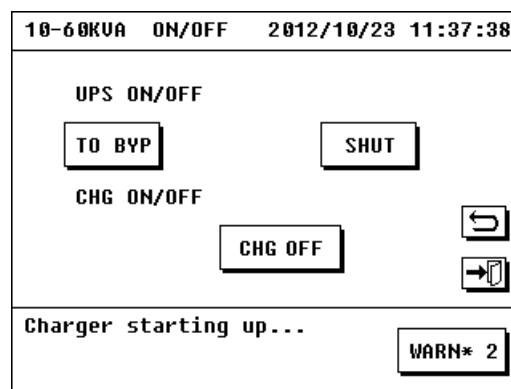 10-60KVA ON/OFF 2012/10/23 11:37:38
UPS ON/OFF
TO BYP SHUT
CHG ON/OFF
CHG OFF
Charger starting up...
WARN* 2